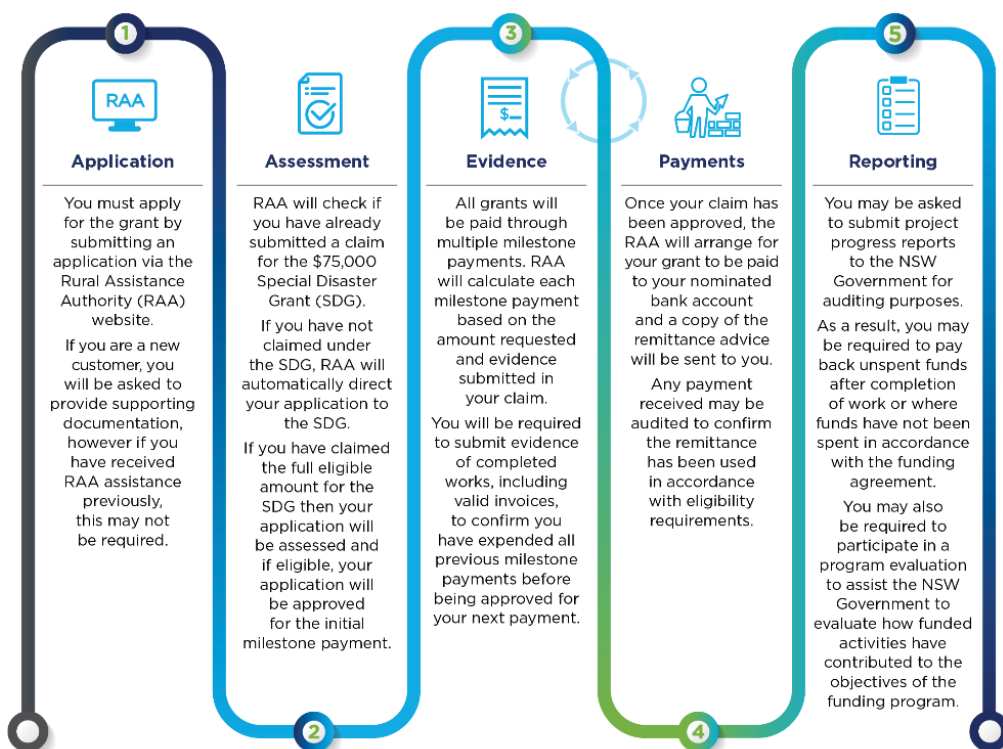 1
RAA
Application
You must apply
for the grant by
submitting an
application via the
Rural Assistance
Authority (RAA)
website.
If you are a new
customer, you
will be asked to
provide supporting
documentation,
however if you
have received
RAA assistance
previously,
this may not
be required.
2
Assessment
RAA will check if
you have already
submitted a claim
for the $75,000
Special Disaster
Grant (SDG).
If you have not
claimed under
the SDG, RAA will
automatically direct
your application to
the SDG.
If you have claimed
the full eligible
amount for the
SDG then your
application will
be assessed and
if eligible, your
application will
be approved
for the initial
milestone payment.
3
$
Evidence
All grants will
be paid through
multiple milestone
payments. RAA
will calculate each
milestone payment
based on the
amount requested
and evidence
submitted in
your claim.
You will be required
to submit evidence
of completed
works, including
valid invoices,
to confirm you
have expended all
previous milestone
payments before
being approved for
your next payment.
4
Payments
Once your claim has
been approved, the
RAA will arrange for
your grant to be paid
to your nominated
bank account
and a copy of the
remittance advice
will be sent to you.
Any payment
received may be
audited to confirm
the remittance
has been used
in accordance
with eligibility
requirements.
5
Reporting
You may be asked
to submit project
progress reports
to the NSW
Government for
auditing purposes.
As a result, you may
be required to pay
back unspent funds
after completion
of work or where
funds have not been
spent in accordance
with the funding
agreement.
You may also
be required to
participate in a
program evaluation
to assist the NSW
Government to
evaluate how funded
activities have
contributed to the
objectives of the
funding program.